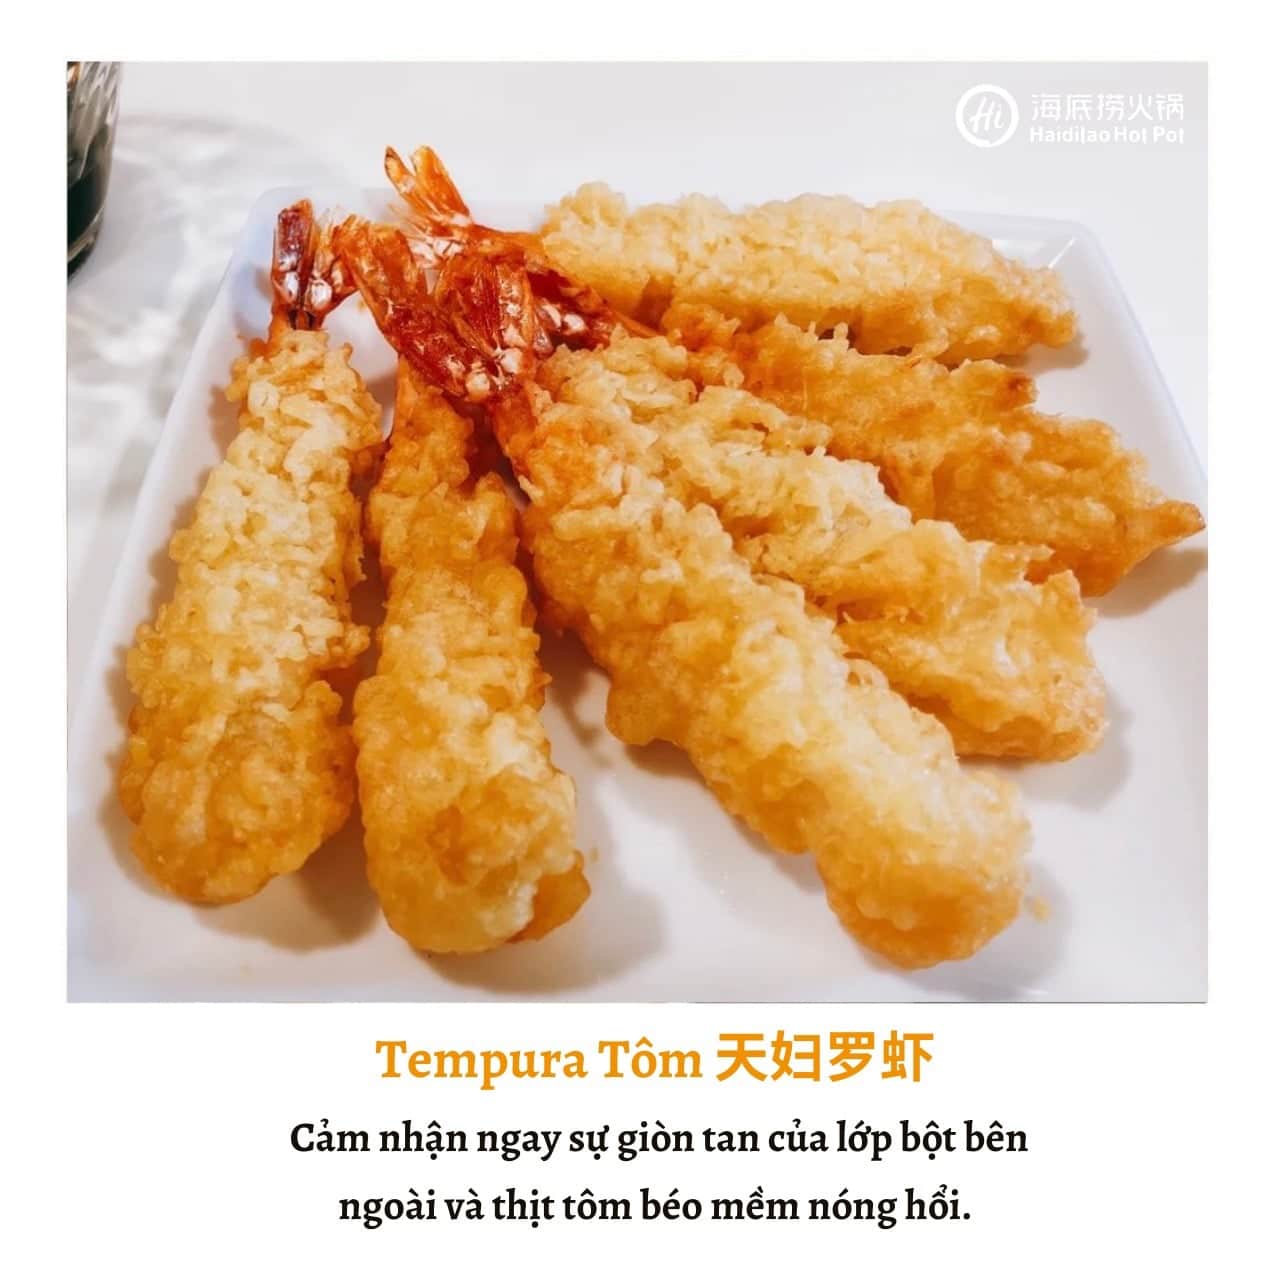 Hi
海底捞火锅
Haidilao Hot Pot
Tempura Tôm 天妇罗虾
Cảm nhận ngay sự giòn tan của lớp bột bên
ngoài và thịt tôm béo mềm nóng hổi.